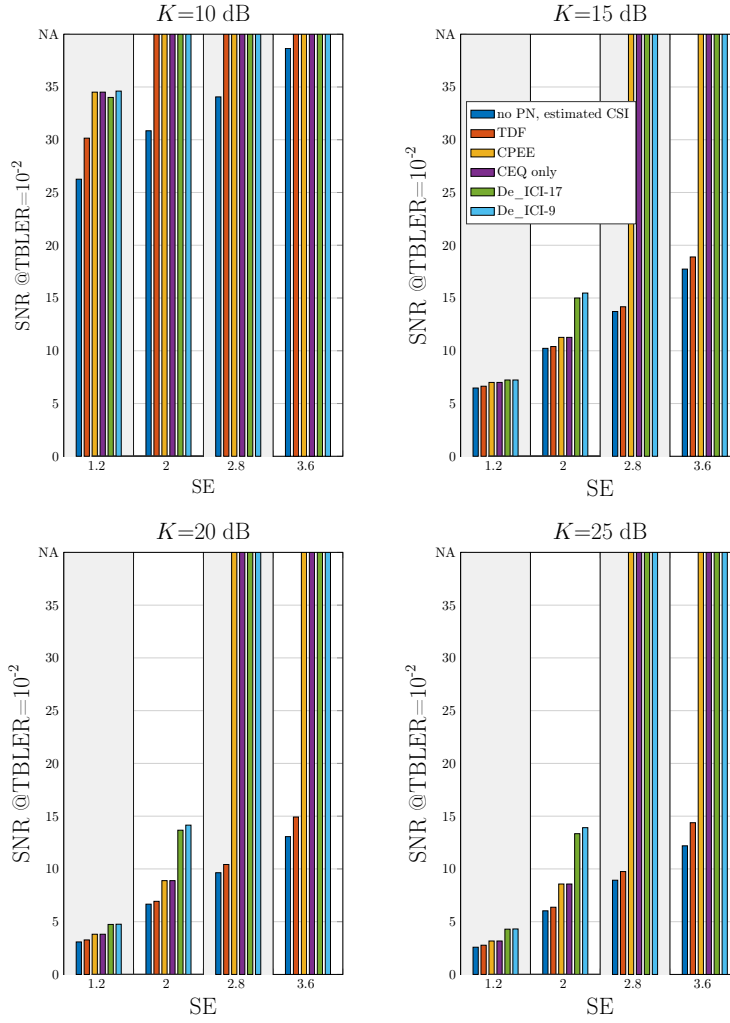 K=10 dB
NA
35
30
25
20
15
10
5
0
SNR @TBLER=10-2
1.2
2
2.8
3.6
SE
K=15 dB
NA
35
30
25
20
15
10
5
0
SNR @TBLER=10-2
no PN, estimated CSI
TDF
CPEE
CEQ only
De_ICI-17
De_ICI-9
1.2
2
2.8
3.6
SE
K=20 dB
NA
35
30
25
20
15
10
5
0
SNR @TBLER=10-2
1.2
2
2.8
3.6
SE
K=25 dB
NA
35
30
25
20
15
10
5
0
SNR @TBLER=10-2
1.2
2
2.8
3.6
SE